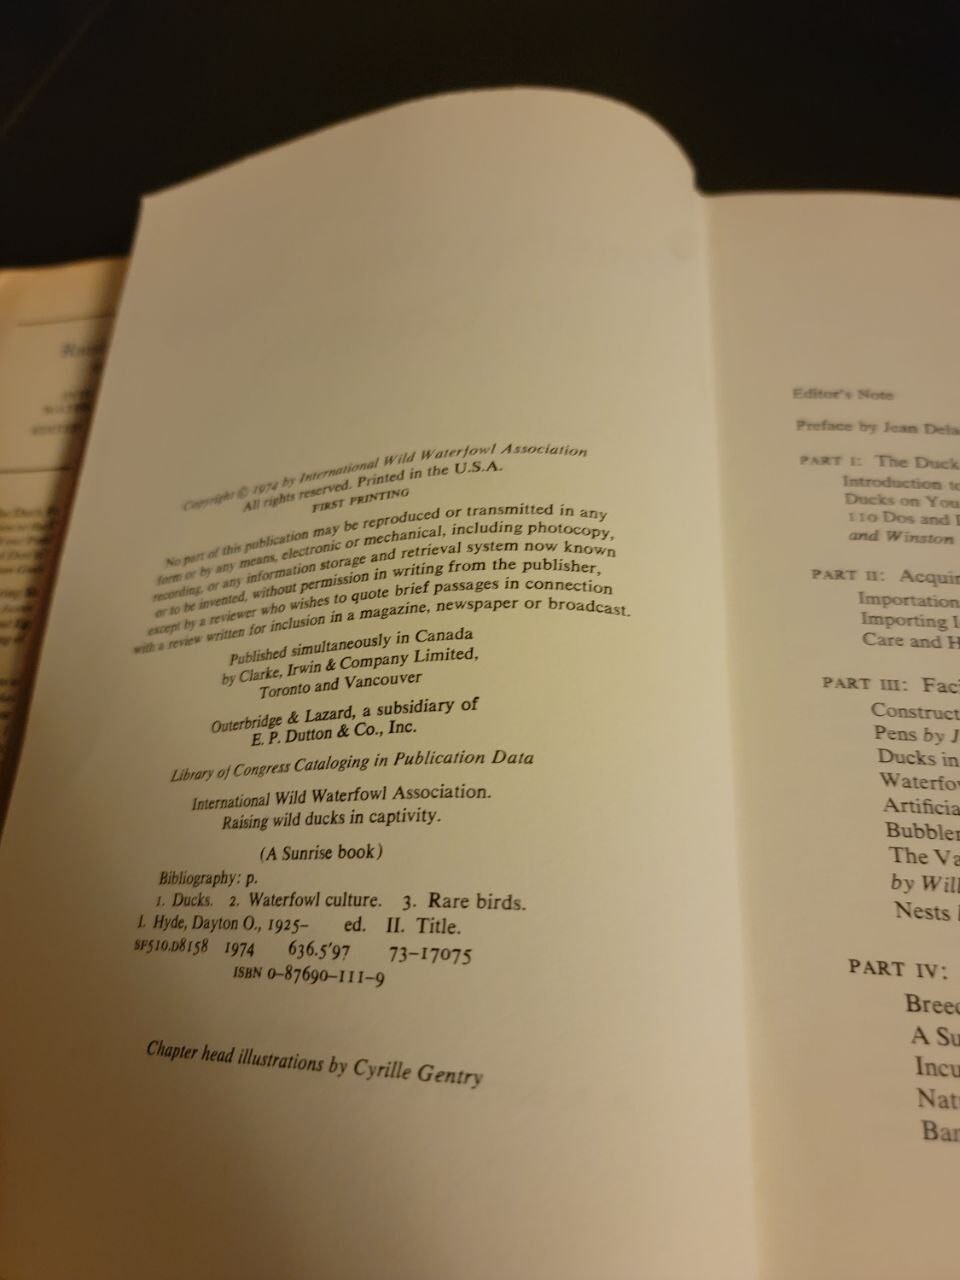 Copyright © 1974 by International Wild Waterfowl Association
All rights reserved. Printed in the U.S.A.
FIRST PRINTING
No part of this publication may be reproduced or transmitted in any
form or by any means, electronic or mechanical, including photocopy,
recording, or any information storage and retrieval system now known
or to be invented, without permission in writing from the publisher,
except by a reviewer who wishes to quote brief passages in connection
with a review written for inclusion in a magazine, newspaper or broadcast.
Published simultaneously in Canada
by Clarke, Irwin & Company Limited,
Toronto and Vancouver
Outerbridge & Lazard, a subsidiary of
E. P. Dutton & Co., Inc.
Library of Congress Cataloging in Publication Data
International Wild Waterfowl Association.
Raising wild ducks in captivity.
(A Sunrise book)
Bibliography: p.
1. Ducks. 2. Waterfowl culture. 3. Rare birds.
I. Hyde, Dayton O., 1925– ed. II. Title.
SF510.D8158 1974 636.5'97 73–17075
ISBN 0–87690–111–9
Chapter head illustrations by Cyrille Gentry
Editor's Note
Preface by Jean Dela
PART I: The Duck
Introduction to
Ducks on You
110 Dos and D
and Winston
PART II: Acquir
Importation
Importing
Care and H
PART III: Faci
Construct
Pens by J
Ducks in
Waterfow
Artificia
Bubbler
The Va
by Will
Nests
PART IV:
Breed
A Su
Incu
Nat
Bar